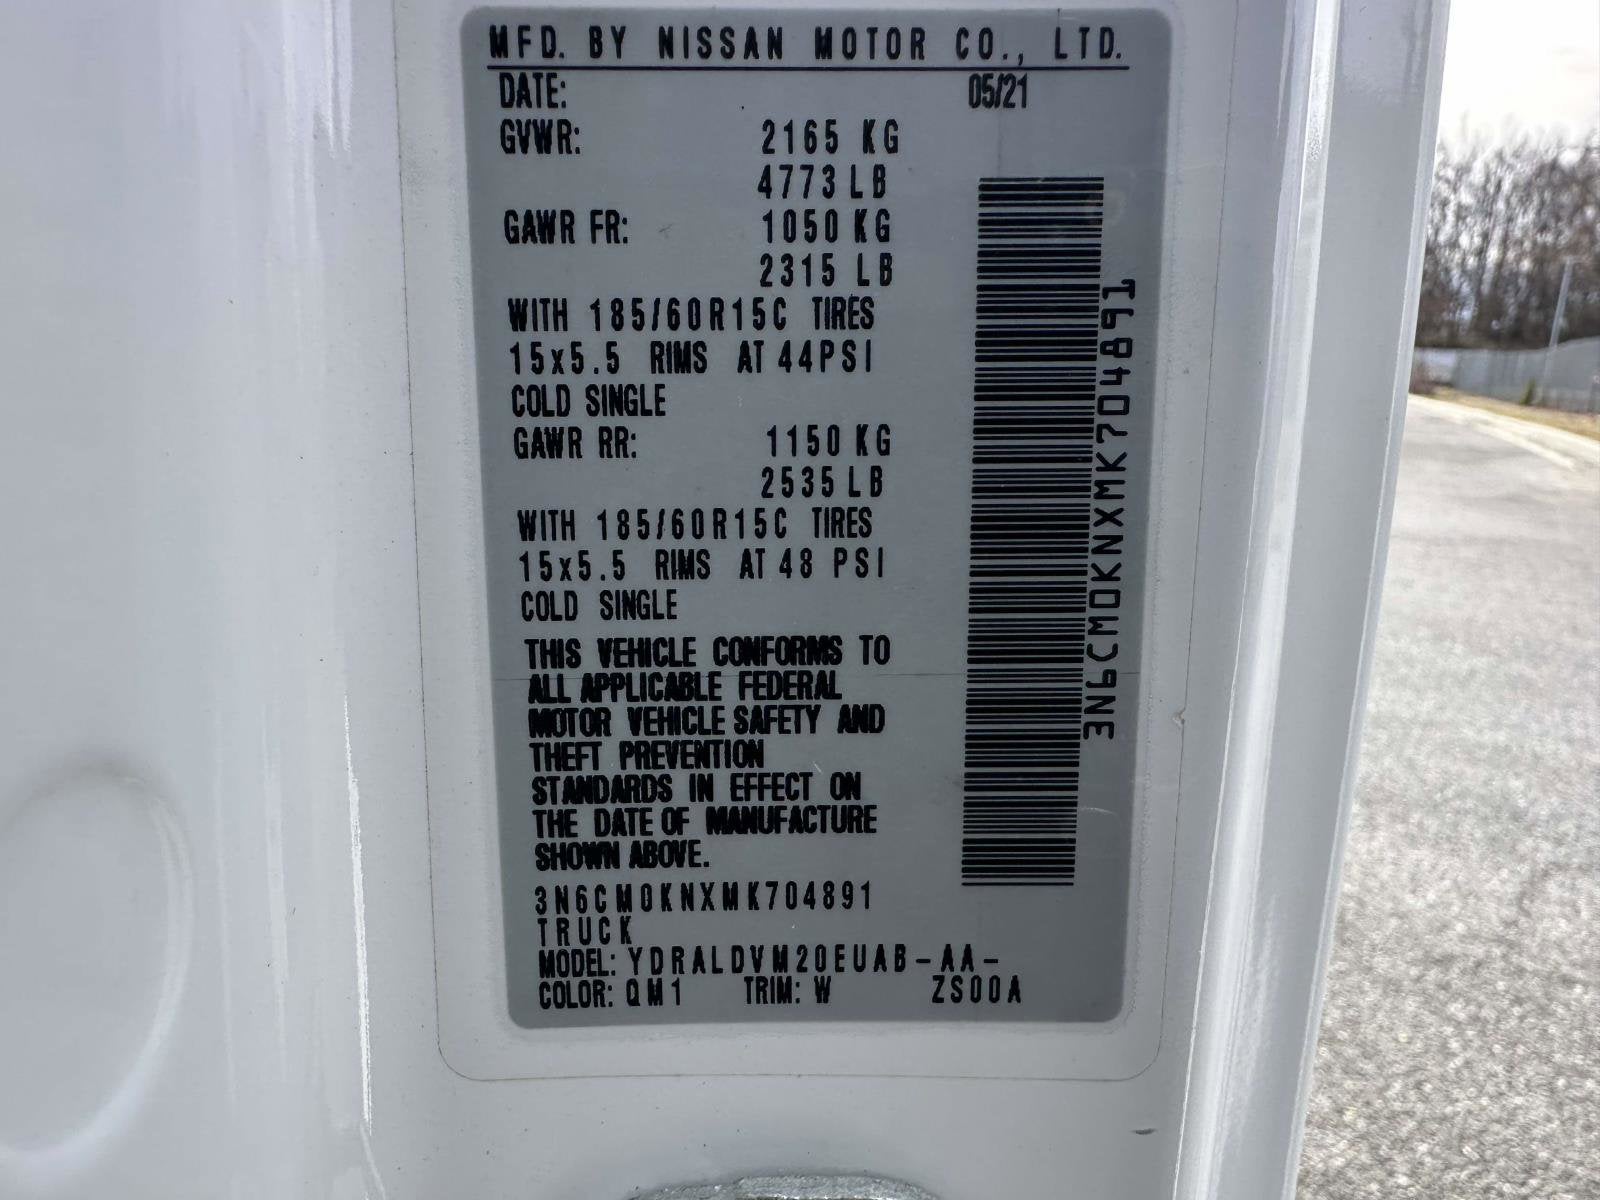 MFD. BY NISSAN MOTOR CO., LTD.
DATE: 05/21
GVWR: 2165 KG
4773 LB
GAWR FR: 1050 KG
2315 LB
WITH 185/60R15C TIRES
15x5.5 RIMS AT 44PSI
COLD SINGLE
GAWR RR: 1150 KG
2535 LB
WITH 185/60R15C TIRES
15x5.5 RIMS AT 48 PSI
COLD SINGLE
THIS VEHICLE CONFORMS TO
ALL APPLICABLE FEDERAL
MOTOR VEHICLE SAFETY AND
THEFT PREVENTION
STANDARDS IN EFFECT ON
THE DATE OF MANUFACTURE
SHOWN ABOVE.
3N6CM0KNXMK704891
TRUCK
MODEL: YDRALDVM20EUAB-AA-
COLOR: QM1 TRIM: W ZS00A
3N6CM0KNXMK704891